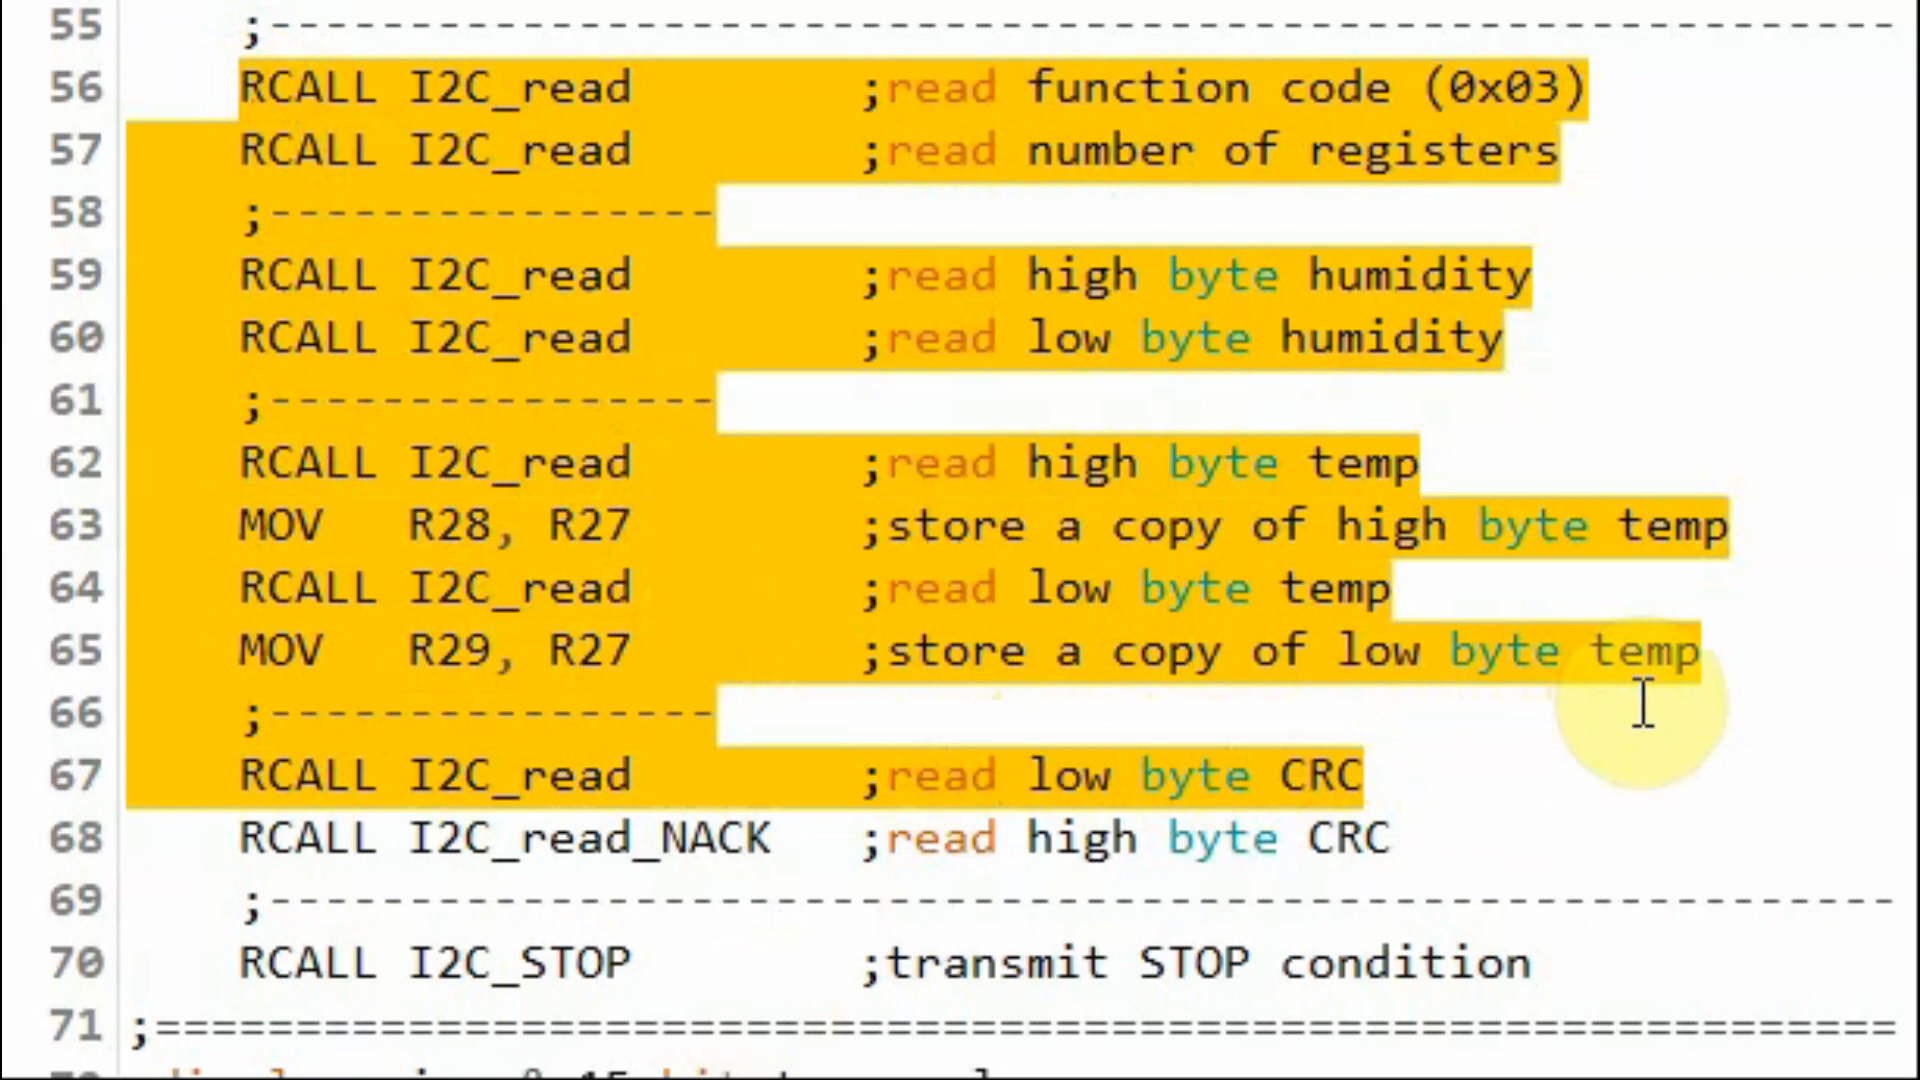 55 ;----------------------------------------------------------
56 RCALL I2C_read ;read function code (0x03)
57 RCALL I2C_read ;read number of registers
58 ;----------------
59 RCALL I2C_read ;read high byte humidity
60 RCALL I2C_read ;read low byte humidity
61 ;----------------
62 RCALL I2C_read ;read high byte temp
63 MOV R28, R27 ;store a copy of high byte temp
64 RCALL I2C_read ;read low byte temp
65 MOV R29, R27 ;store a copy of low byte temp
66 ;----------------
67 RCALL I2C_read ;read low byte CRC
68 RCALL I2C_read_NACK ;read high byte CRC
69 ;----------------------------------------------------------
70 RCALL I2C_STOP ;transmit STOP condition
71 ;==============================================================